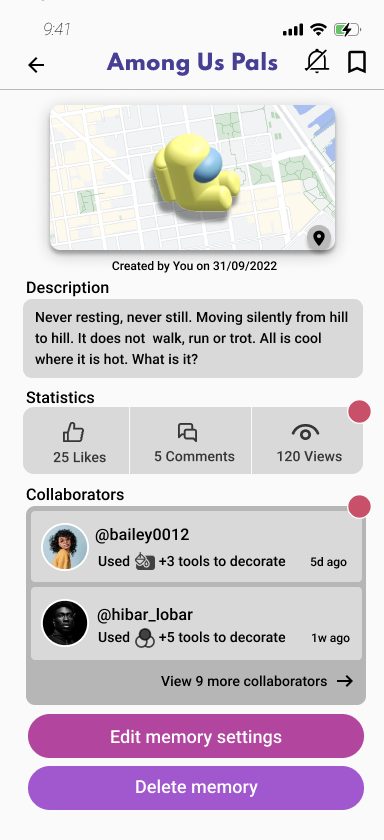 9:41
Among Us Pals
Created by You on 31/09/2022
Description
Never resting, never still. Moving silently from hill
to hill. It does not walk, run or trot. All is cool
where it is hot. What is it?
Statistics
25 Likes
5 Comments
120 Views
Collaborators
@bailey0012
Used +3 tools to decorate
5d ago
@hibar_lobar
Used +5 tools to decorate
1w ago
View 9 more collaborators
Edit memory settings
Delete memory